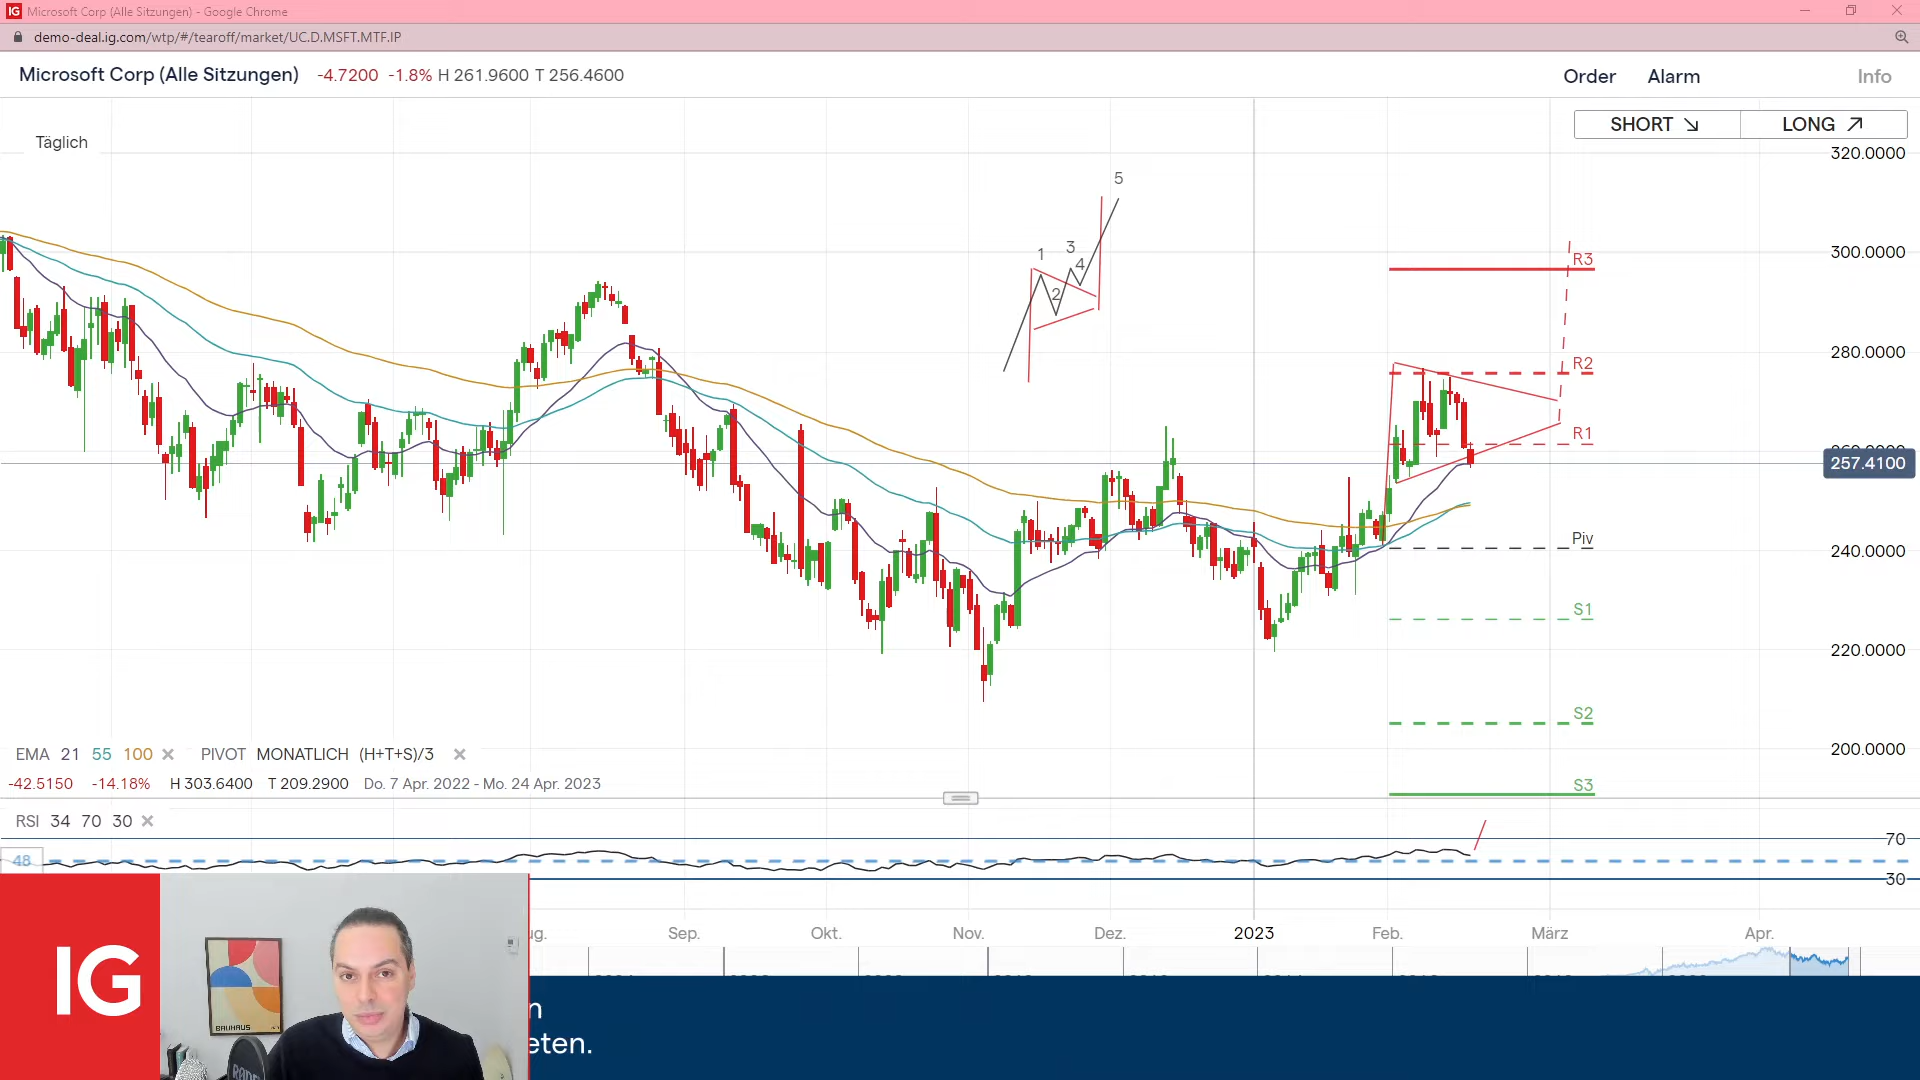 IG Microsoft Corp (Alle Sitzungen) - Google Chrome
demo-deal.ig.com/wtp/#/tearoff/market/UC.D.MSFT.MTF.IP
Microsoft Corp (Alle Sitzungen) -4.7200 -1.8% H 261.9600 T 256.4600
Order Alarm Info
SHORT LONG
Täglich
320.0000
5
1
3
4
2
300.0000
R3
280.0000
R2
R1
257.4100
Piv
240.0000
S1
220.0000
S2
200.0000
EMA 21 55 100 PIVOT MONATLICH (H+T+S)/3
-42.5150 -14.18% H 303.6400 T 209.2900 Do. 7 Apr. 2022 - Mo. 24 Apr. 2023
S3
RSI 34 70 30
70
48
30
ug. Sep. Okt. Nov. Dez. 2023 Feb. März Apr.
IG
BAUHAUS
RØDE
n
eten.